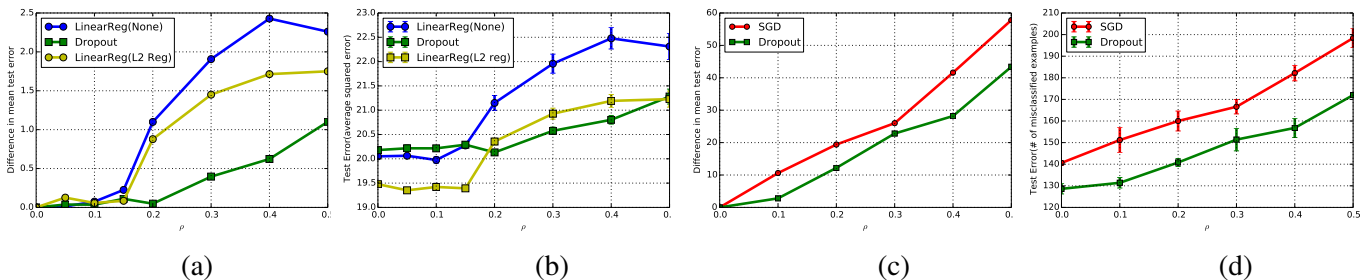 2.5
2.0
1.5
1.0
0.5
0.0
Difference in mean test error
LinearReg(None)
Dropout
LinearReg(L2 Reg)
0.0 0.1 0.2 0.3 0.4 0.5
ρ
(a)
23.0
22.5
22.0
21.5
21.0
20.5
20.0
19.5
19.0
Test Error(average squared error)
LinearReg(None)
Dropout
LinearReg(L2 reg)
0.0 0.1 0.2 0.3 0.4 0.
ρ
(b)
60
50
40
30
20
10
0
Difference in mean test error
SGD
Dropout
0.0 0.1 0.2 0.3 0.4 0.
ρ
(c)
210
200
190
180
170
160
150
140
130
120
Test Error(# of misclassifed examples)
SGD
Dropout
0.0 0.1 0.2 0.3 0.4 0.5
ρ
(d)